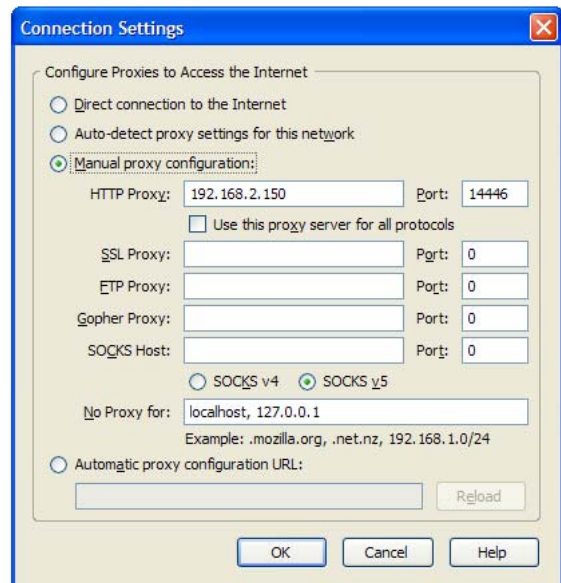 Connection Settings
Configure Proxies to Access the Internet
Direct connection to the Internet
Auto-detect proxy settings for this network
Manual proxy configuration:
HTTP Proxy: 192.168.2.150 Port: 14446
Use this proxy server for all protocols
SSL Proxy: Port: 0
FTP Proxy: Port: 0
Gopher Proxy: Port: 0
SOCKS Host: Port: 0
SOCKS v4 SOCKS v5
No Proxy for: localhost, 127.0.0.1
Example: .mozilla.org, .net.nz, 192.168.1.0/24
Automatic proxy configuration URL:
Reload
OK Cancel Help